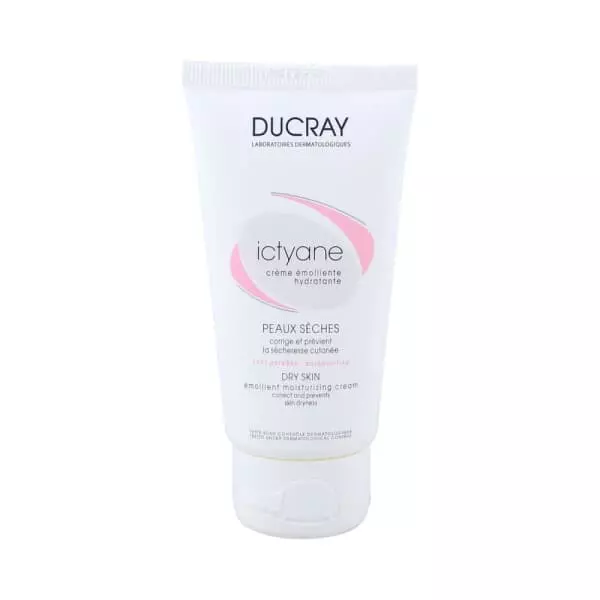 DUCRAY
LABORATOIRES DERMATOLOGIQUES
ictyane
crème émolliente
hydratante
PEAUX SÈCHES
corrige et prévient
la sécheresse cutanée
DRY SKIN
emollient moisturizing cream
correct and prevents
skin dryness